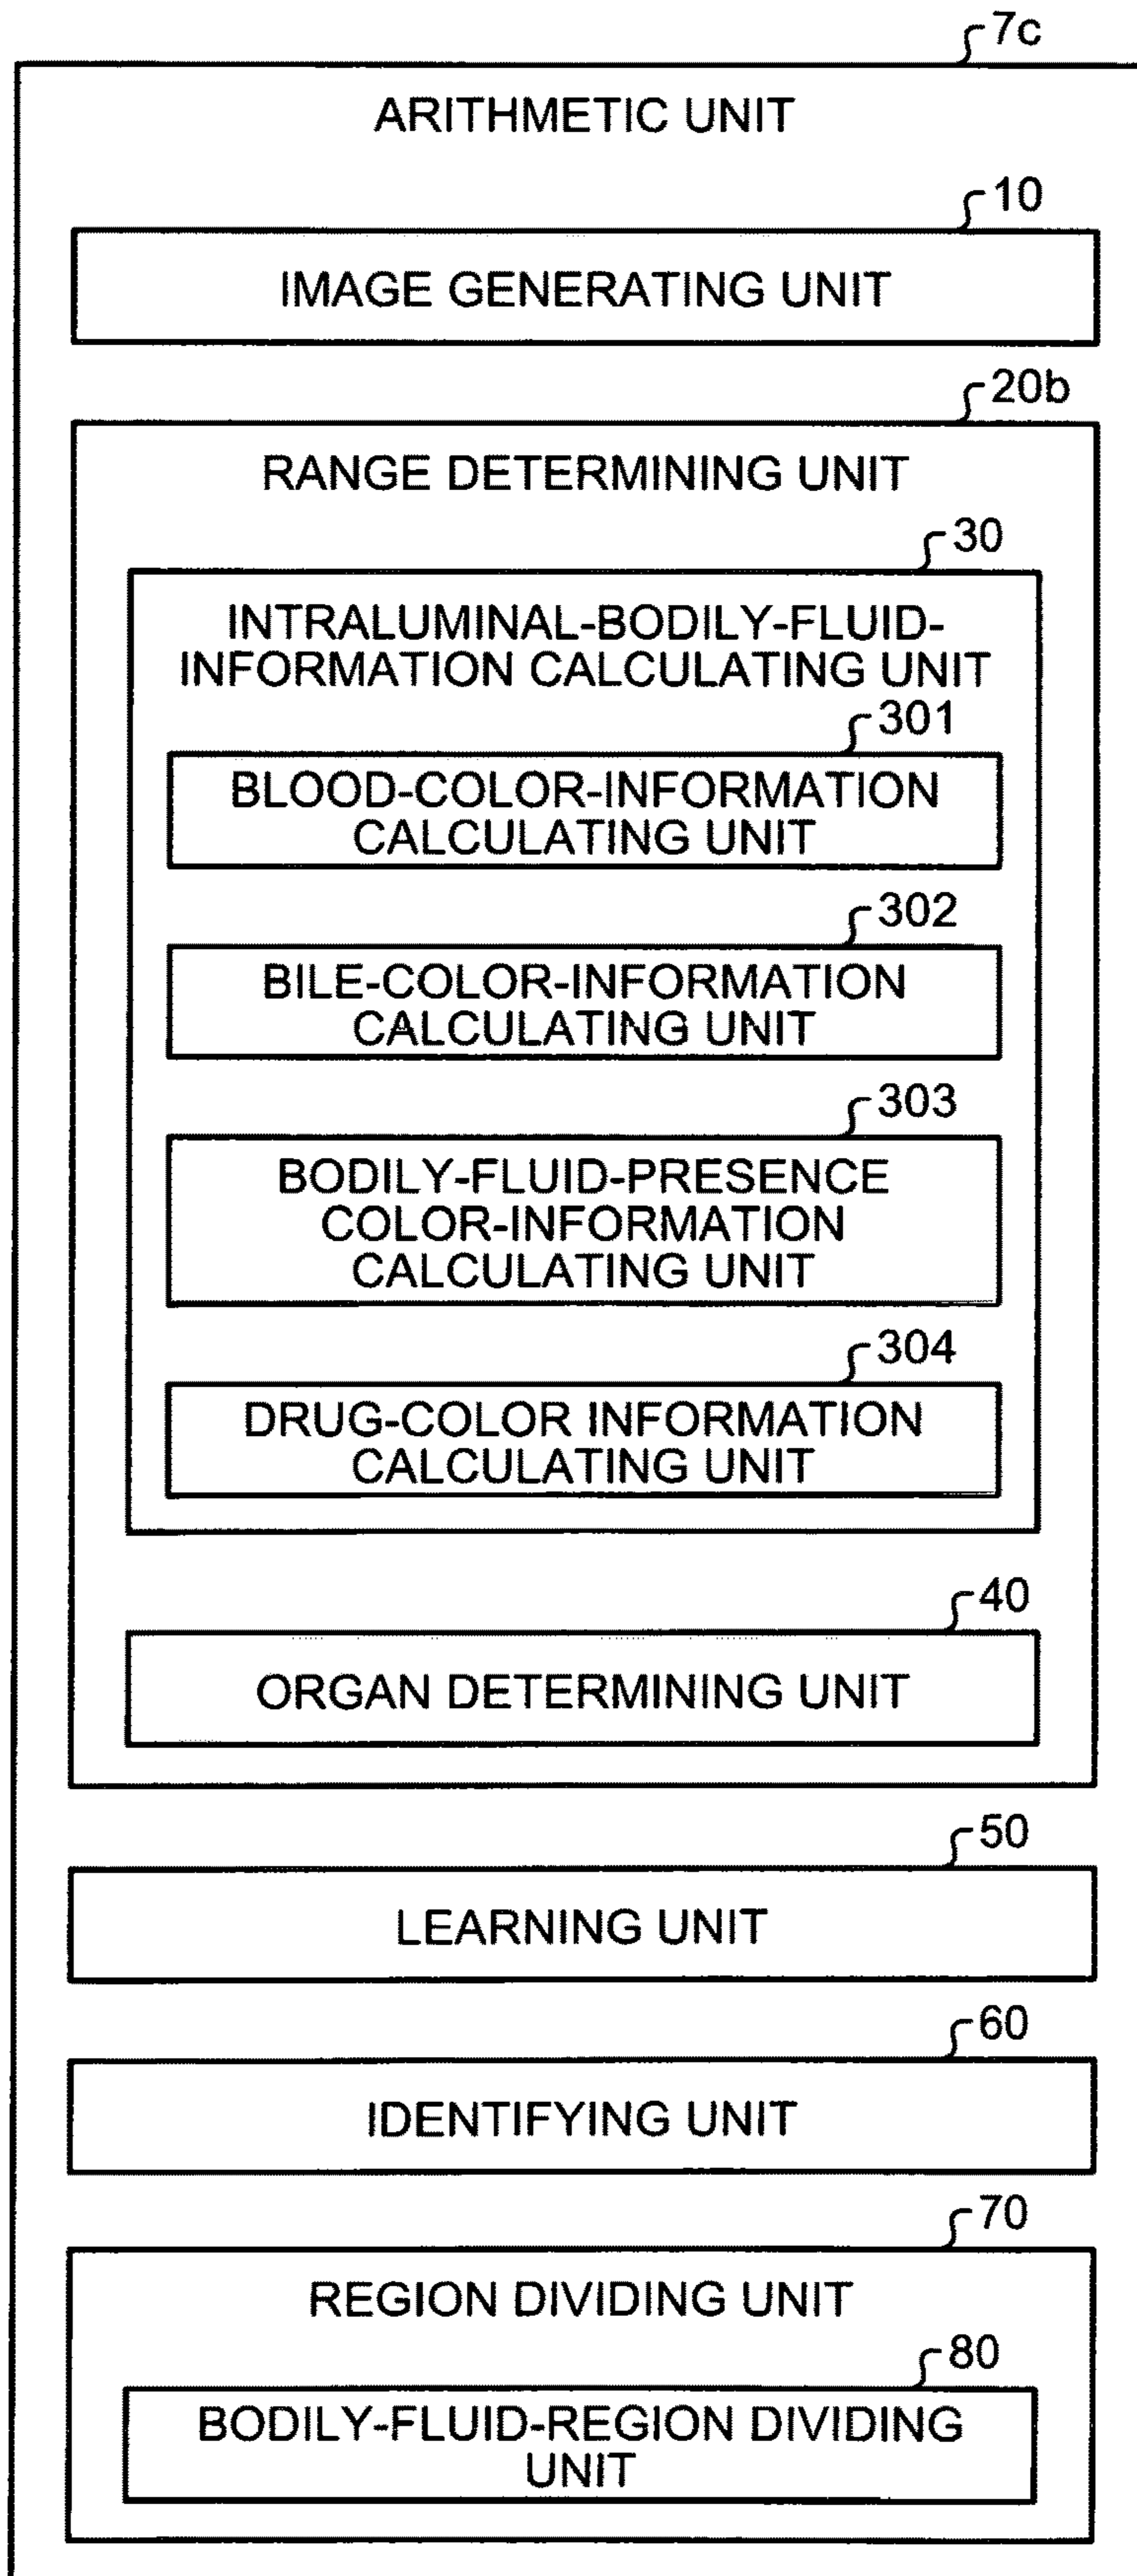 7c
ARITHMETIC UNIT
10
IMAGE GENERATING UNIT
20b
RANGE DETERMINING UNIT
30
INTRALUMINAL-BODILY-FLUID-
INFORMATION CALCULATING UNIT
301
BLOOD-COLOR-INFORMATION
CALCULATING UNIT
302
BILE-COLOR-INFORMATION
CALCULATING UNIT
303
BODILY-FLUID-PRESENCE
COLOR-INFORMATION
CALCULATING UNIT
304
DRUG-COLOR INFORMATION
CALCULATING UNIT
40
ORGAN DETERMINING UNIT
50
LEARNING UNIT
60
IDENTIFYING UNIT
70
REGION DIVIDING UNIT
80
BODILY-FLUID-REGION DIVIDING
UNIT